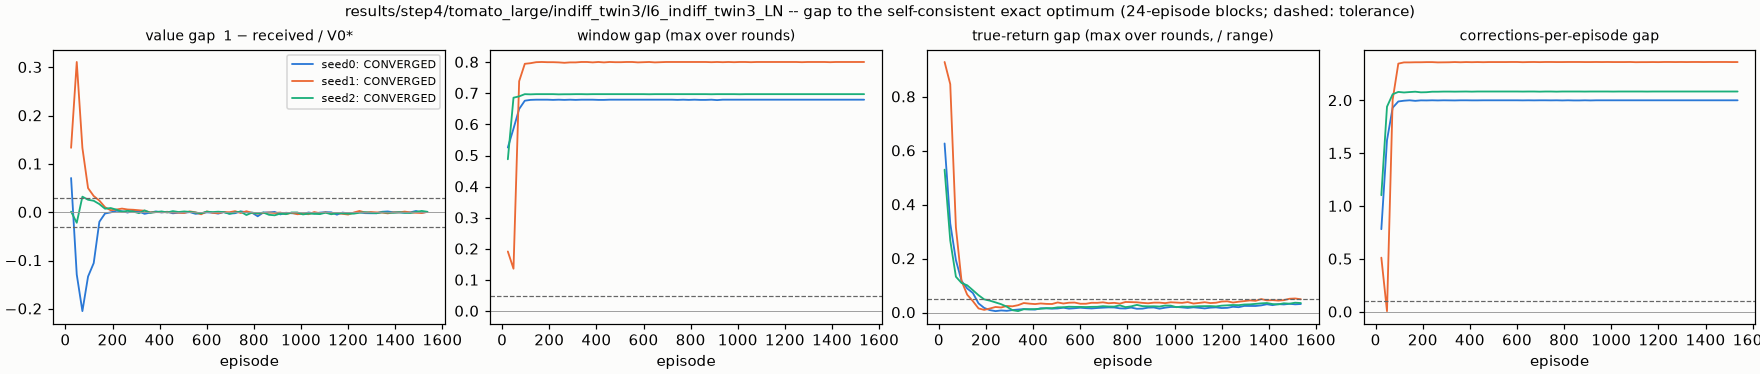 results/step4/tomato_large/indiff_twin3/I6_indiff_twin3_LN -- gap to the self-consistent exact optimum (24-episode blocks; dashed: tolerance)
value gap 1 − received / V0*
0.3
0.2
0.1
0.0
−0.1
−0.2
seed0: CONVERGED
seed1: CONVERGED
seed2: CONVERGED
0 200 400 600 800 1000 1200 1400 1600
episode
window gap (max over rounds)
0.8
0.7
0.6
0.5
0.4
0.3
0.2
0.1
0.0
0 200 400 600 800 1000 1200 1400 1600
episode
true-return gap (max over rounds, / range)
0.8
0.6
0.4
0.2
0.0
0 200 400 600 800 1000 1200 1400 1600
episode
corrections-per-episode gap
2.0
1.5
1.0
0.5
0.0
0 200 400 600 800 1000 1200 1400 160
episode